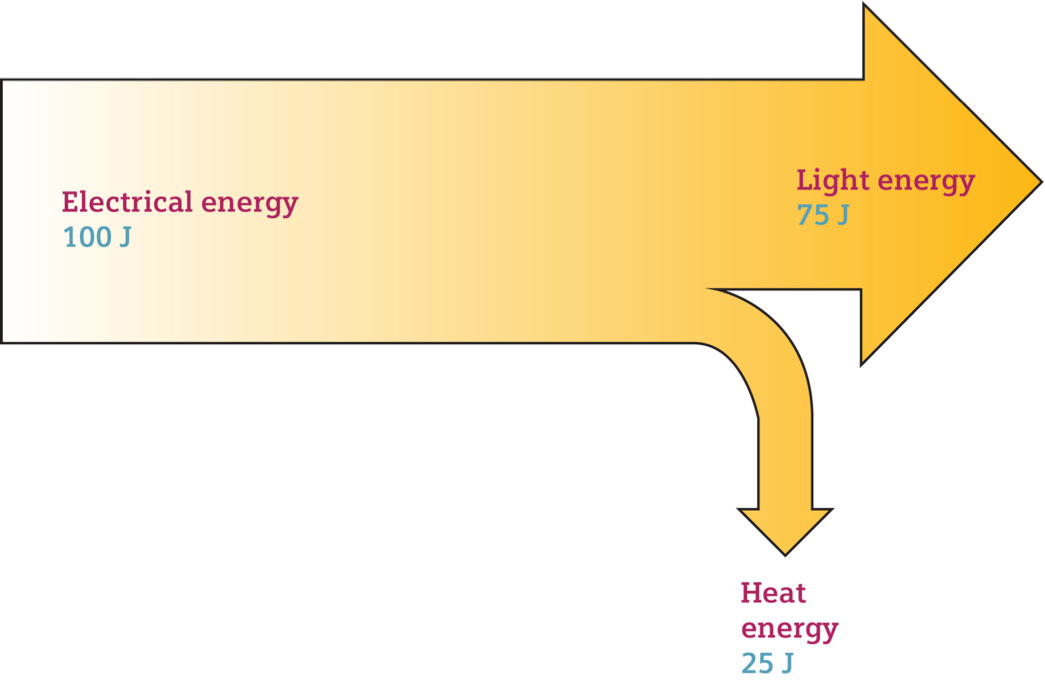 Electrical energy
100 J
Light energy
75 J
Heat
energy
25 J